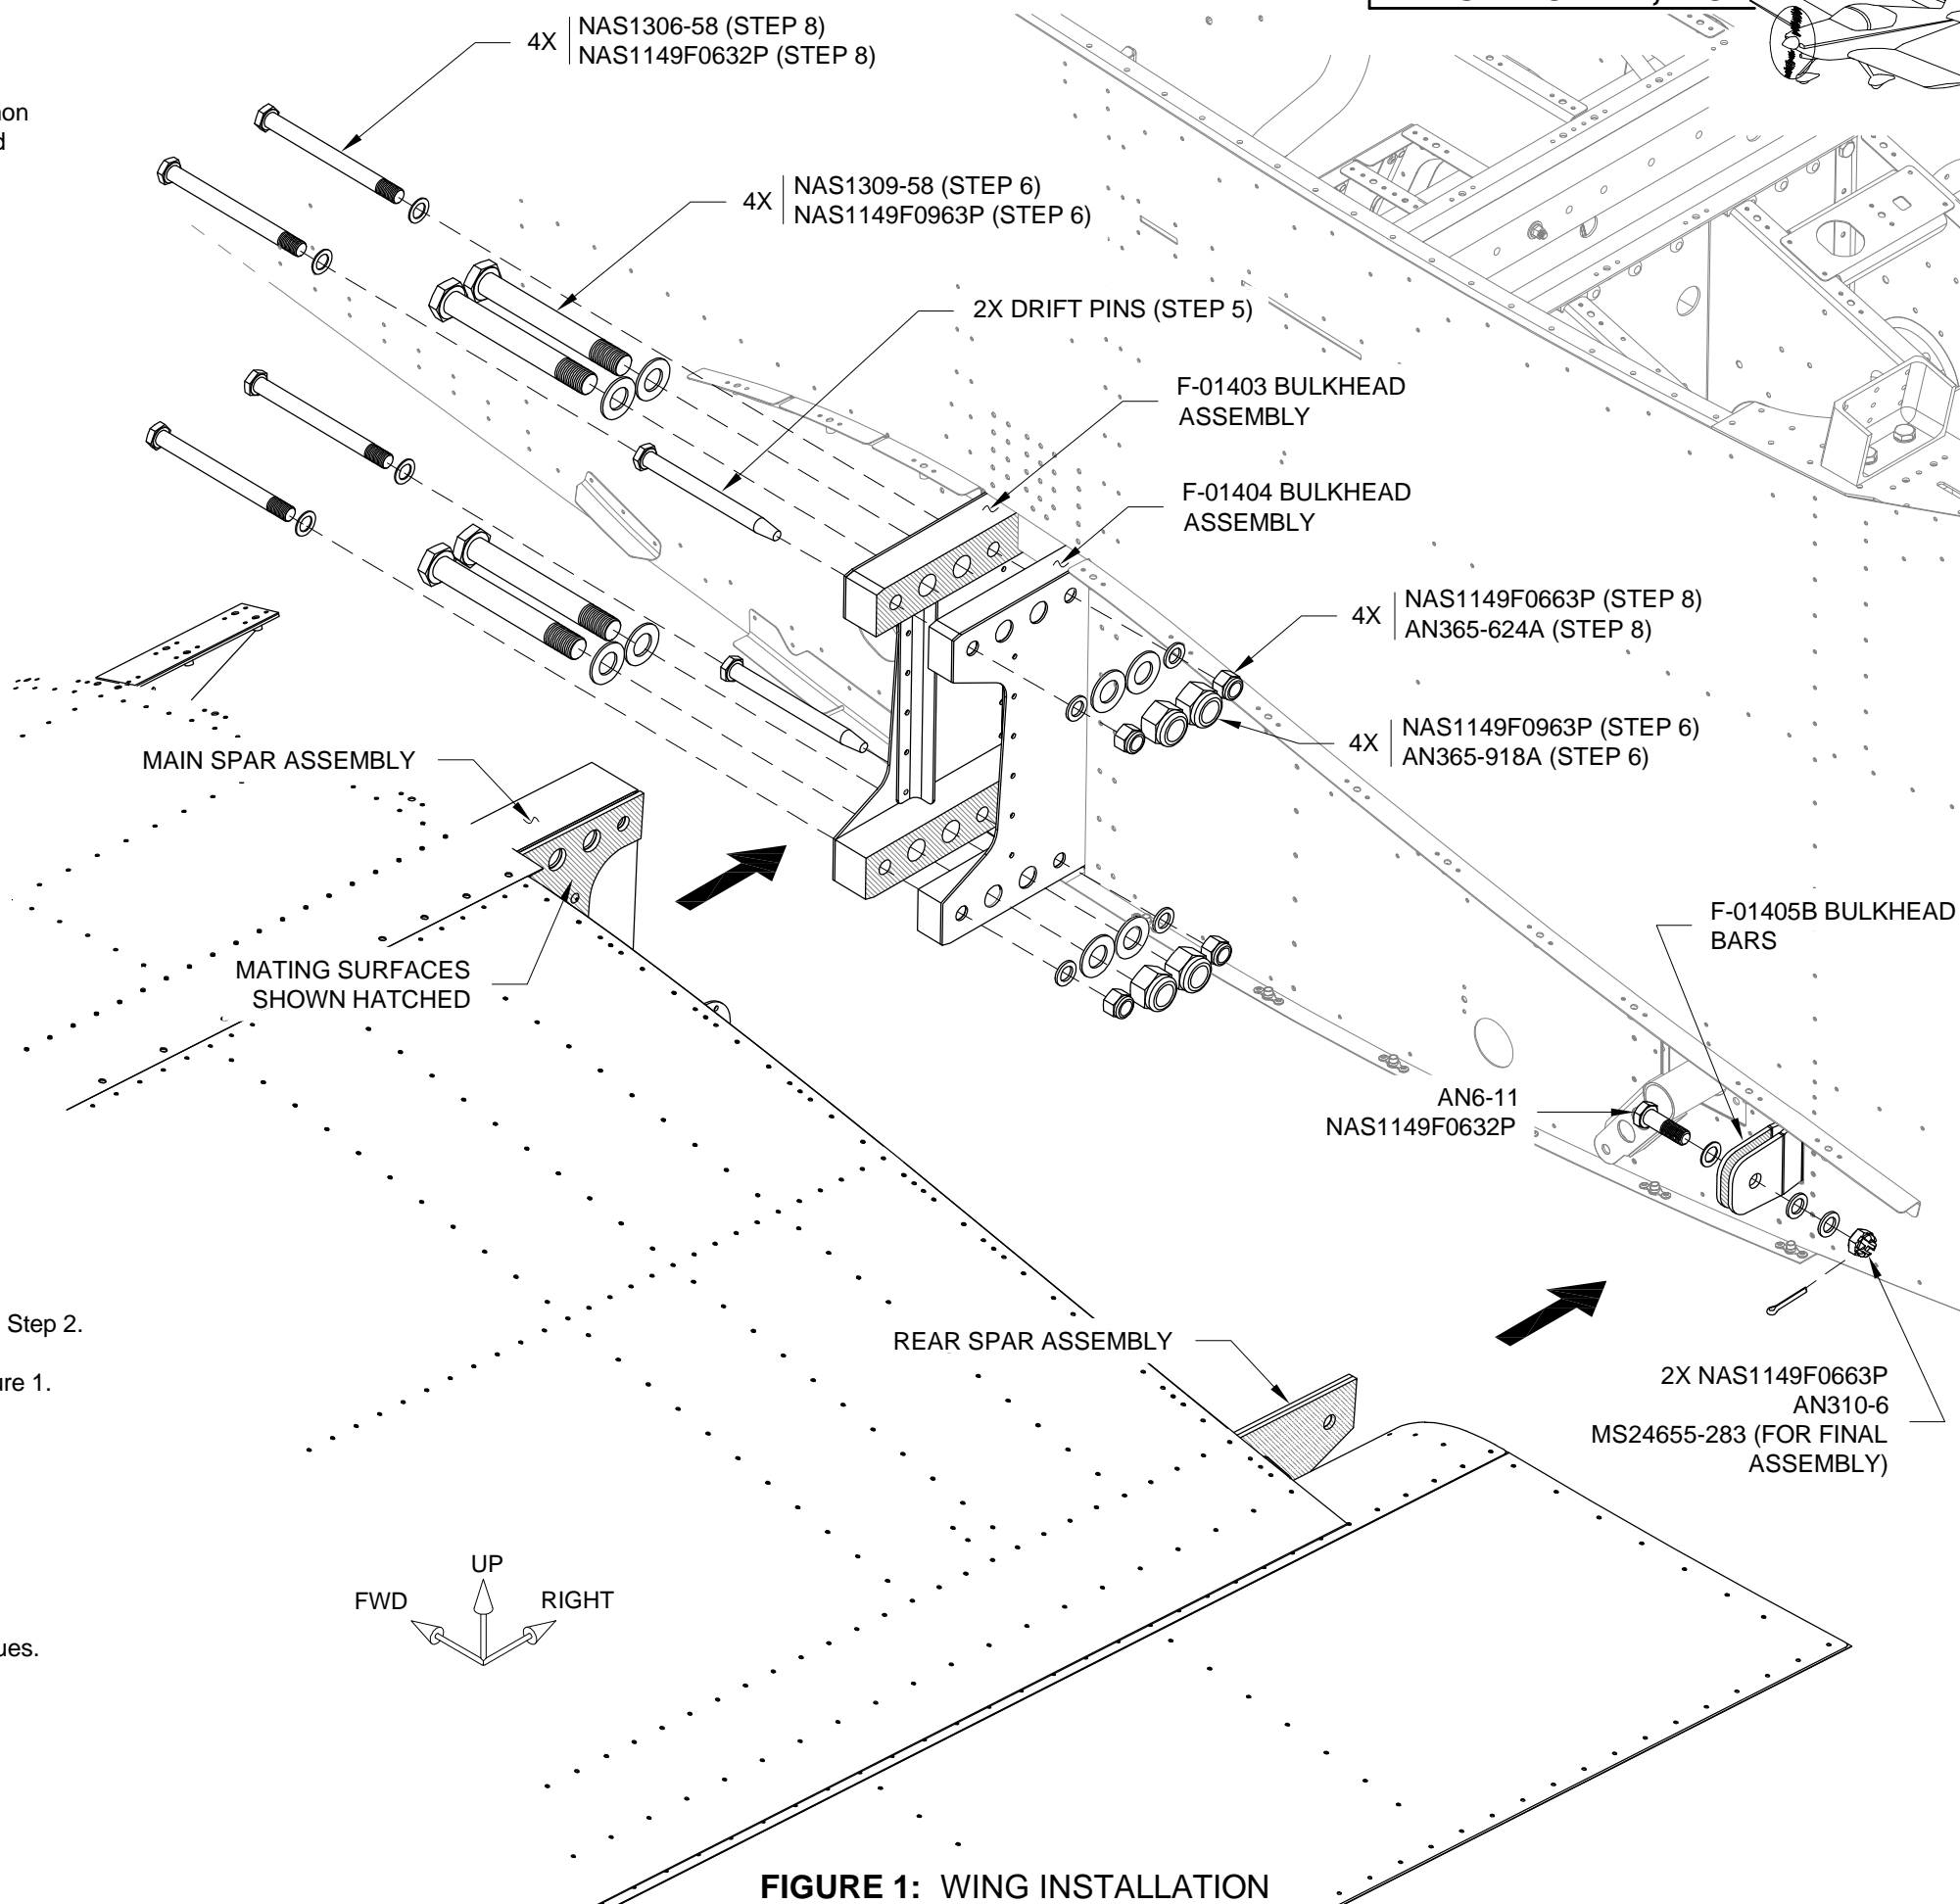 4X
NAS1306-58 (STEP 8)
NAS1149F0632P (STEP 8)
4X
NAS1309-58 (STEP 6)
NAS1149F0963P (STEP 6)
2X DRIFT PINS (STEP 5)
F-01403 BULKHEAD
ASSEMBLY
F-01404 BULKHEAD
ASSEMBLY
4X
NAS1149F0663P (STEP 8)
AN365-624A (STEP 8)
4X
NAS1149F0963P (STEP 6)
AN365-918A (STEP 6)
MAIN SPAR ASSEMBLY
MATING SURFACES
SHOWN HATCHED
F-01405B BULKHEAD
BARS
AN6-11
NAS1149F0632P
Step 2.
REAR SPAR ASSEMBLY
1.
2X NAS1149F0663P
AN310-6
MS24655-283 (FOR FINAL
ASSEMBLY)
UP
FWD
RIGHT
FIGURE 1: WING INSTALLATION